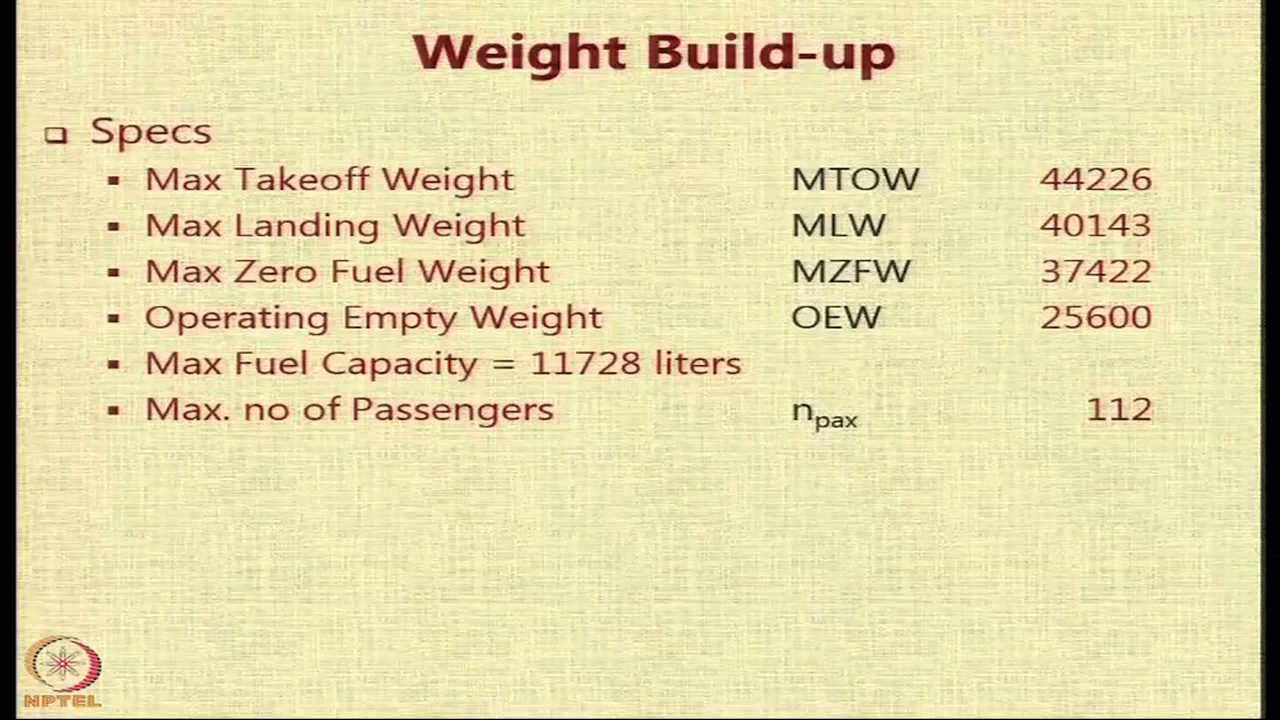 Weight Build-up
Specs
Max Takeoff Weight MTOW 44226
Max Landing Weight MLW 40143
Max Zero Fuel Weight MZFW 37422
Operating Empty Weight OEW 25600
Max Fuel Capacity = 11728 liters
Max. no of Passengers npax 112
NPTEL